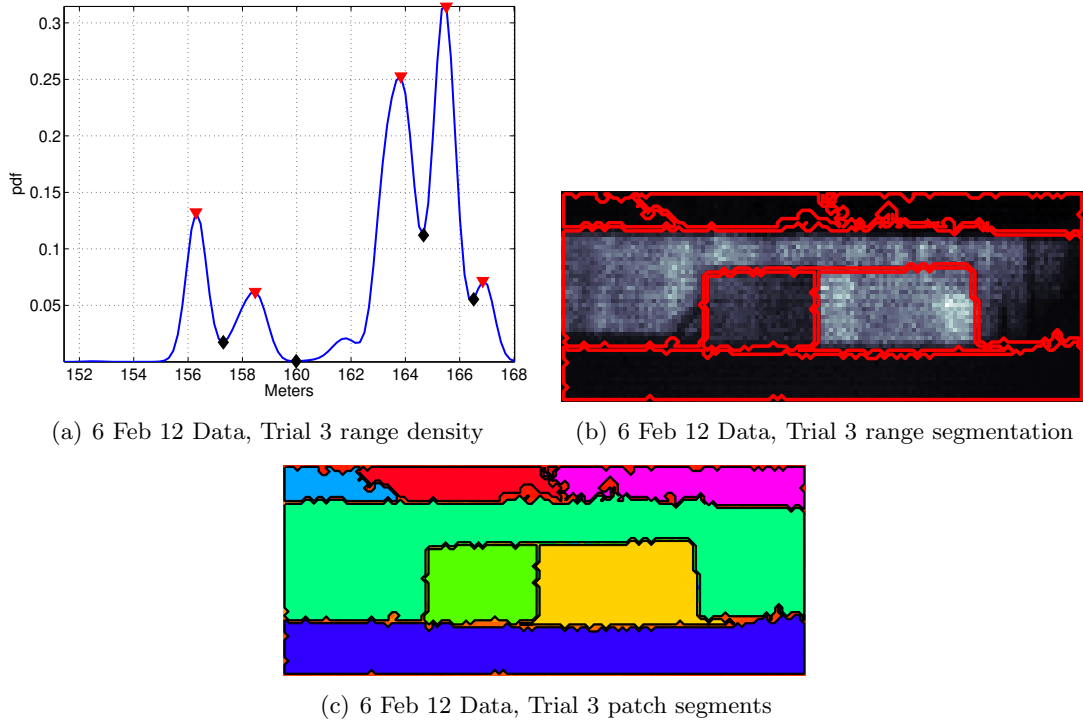 0.3
0.25
0.2
0.15
0.1
0.05
pdf
152 154 156 158 160 162 164 166 168
Meters
(a) 6 Feb 12 Data, Trial 3 range density
(b) 6 Feb 12 Data, Trial 3 range segmentation
(c) 6 Feb 12 Data, Trial 3 patch segments